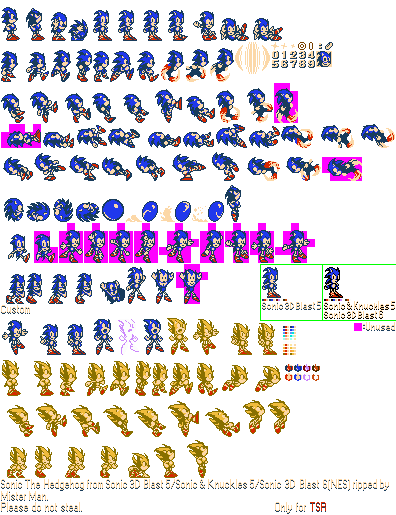 01:0
01234
56789
Sonic 3D Blast 5
Sonic & Knuckles 5
Sonic 3D Blast 6
Custom
=Unused
Sonic The Hedgehog from Sonic 3D Blast 5/Sonic & Knuckles 5/Sonic 3D Blast 6(NES) ripped by
Mister Man.
Please do not steal.
Only for TSR